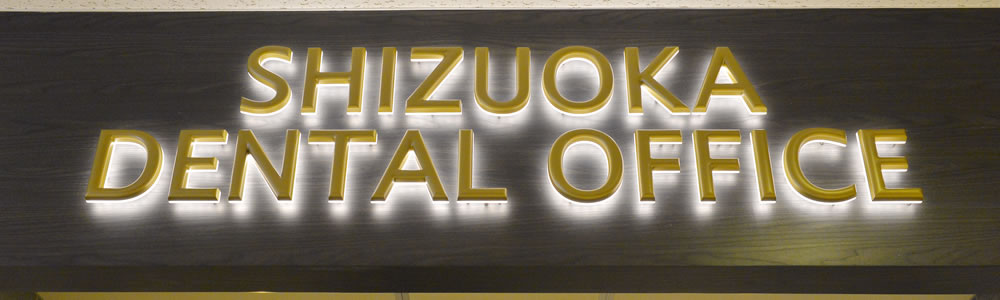 SHIZUOKA
DENTAL OFFICE